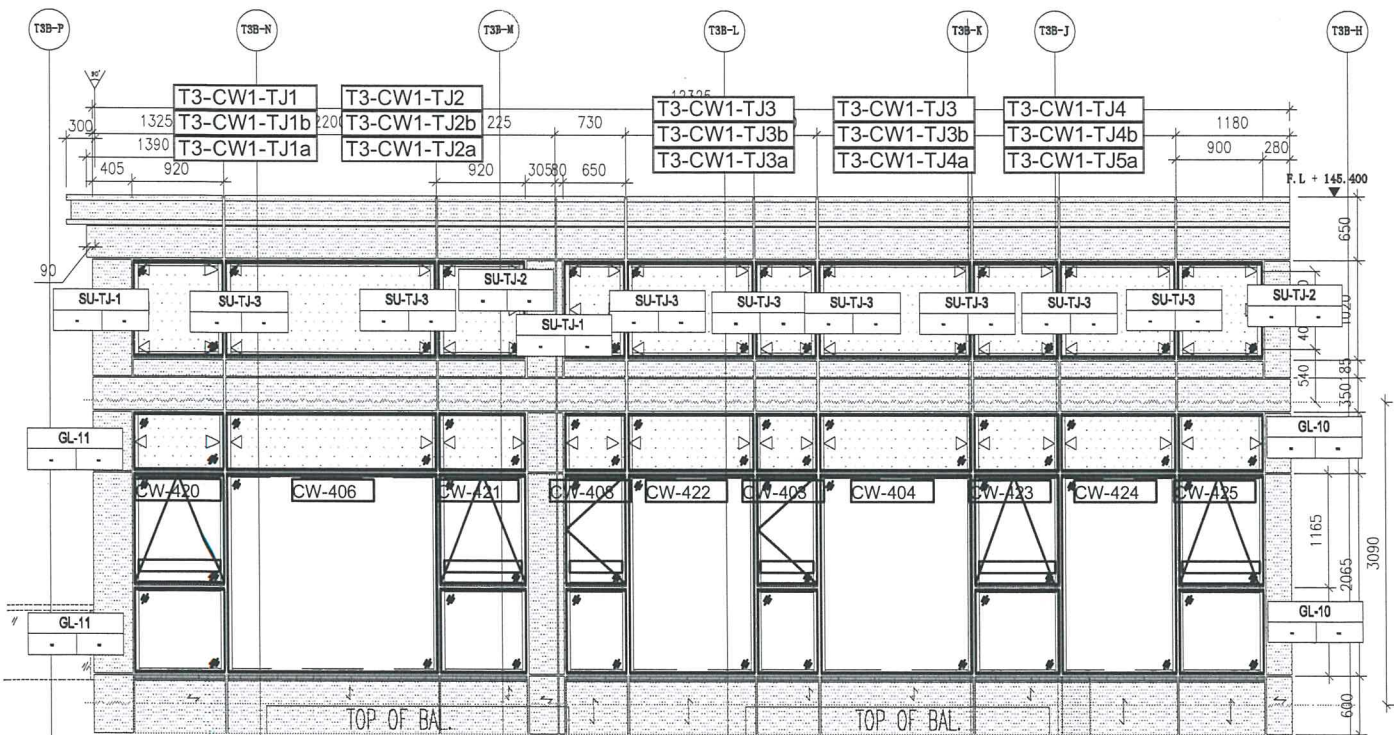 T3B-P T3B-N T3B-M T3B-L T3B-K T3B-J T3B-H
90°
T3-CW1-TJ1 T3-CW1-TJ2 12325 T3-CW1-TJ3 T3-CW1-TJ3 T3-CW1-TJ4
300 1325 T3-CW1-TJ1b 2200 T3-CW1-TJ2b 225 730 T3-CW1-TJ3b T3-CW1-TJ3b T3-CW1-TJ4b 1180
1390 T3-CW1-TJ1a T3-CW1-TJ2a T3-CW1-TJ3a T3-CW1-TJ4a T3-CW1-TJ5a 900 280
405 920 920 305 80 650
F.L + 145.400
650
90
SU-TJ-1 SU-TJ-3 SU-TJ-3 SU-TJ-2 SU-TJ-1 SU-TJ-3 SU-TJ-3 SU-TJ-3 SU-TJ-3 SU-TJ-3 SU-TJ-3 SU-TJ-2
- - - - - - - - - - - - - - - - - - - - - - - -
1020
540 185
350
GL-11 GL-10
- - - -
CW-420 CW-406 CW-421 CW-408 CW-422 CW-403 CW-404 CW-423 CW-424 CW-425
1165 2065 3090
GL-11 GL-10
- - - -
600
TOP OF BAL. TOP OF BAL.